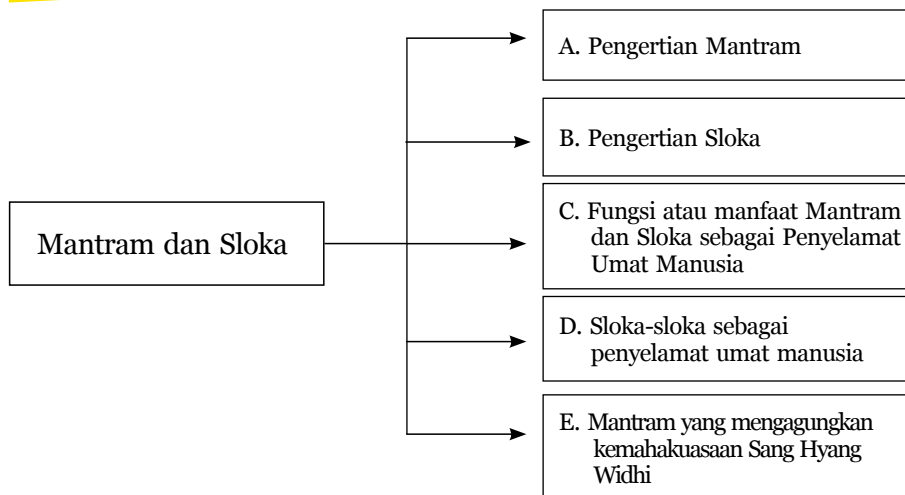 Mantram dan Sloka
A. Pengertian Mantram
B. Pengertian Sloka
C. Fungsi atau manfaat Mantram
dan Sloka sebagai Penyelamat
Umat Manusia
D. Sloka-sloka sebagai
penyelamat umat manusia
E. Mantram yang mengagungkan
kemahakuasaan Sang Hyang
Widhi